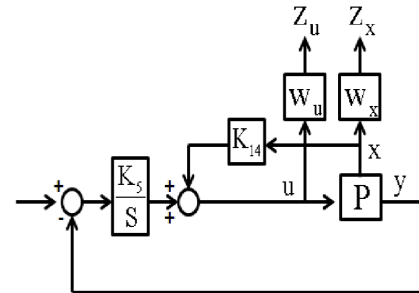 Z_u Z_x
W_u W_x
K_14
x
+ K_5 +
- S +
u P y